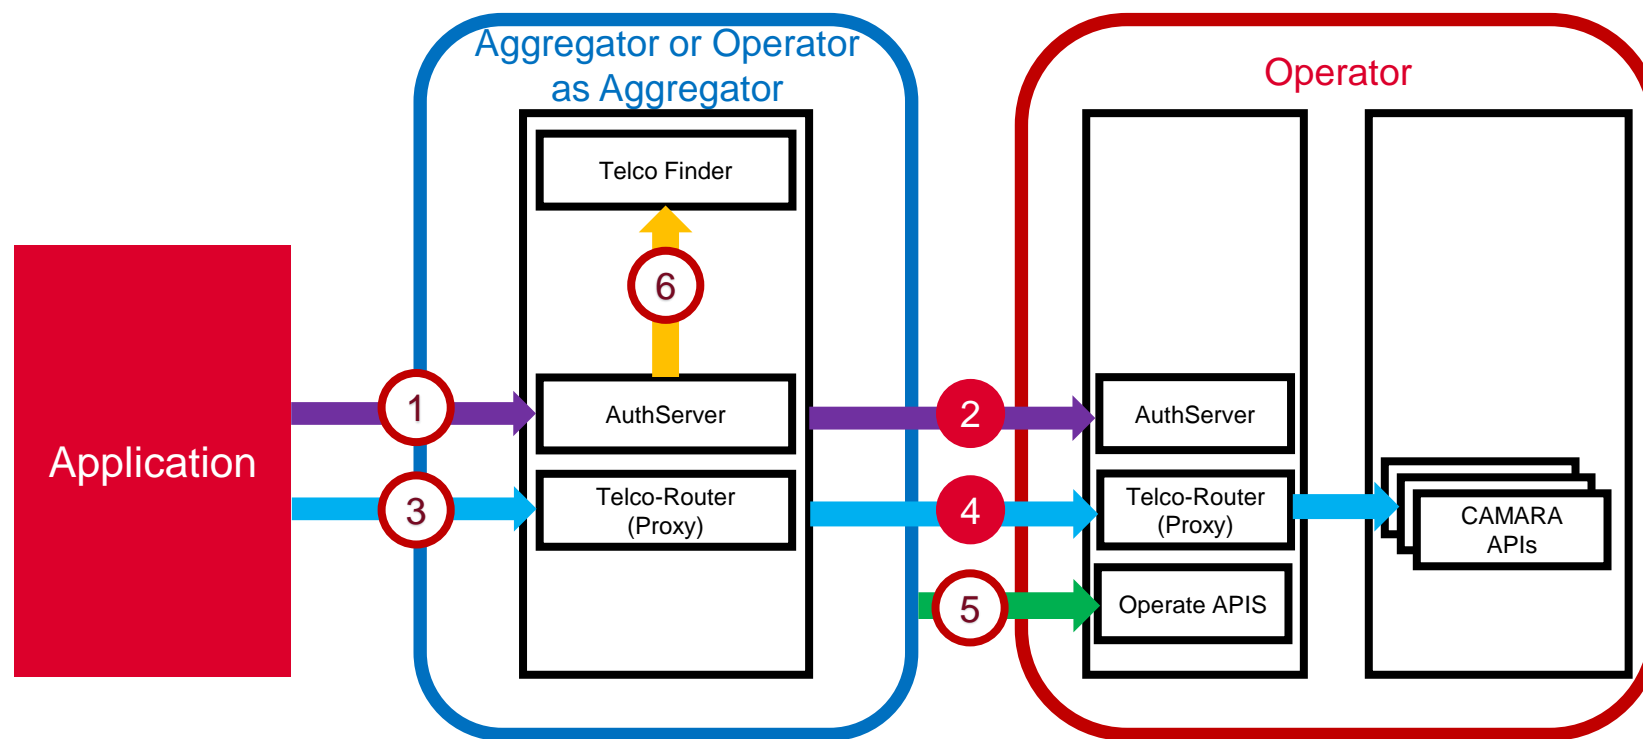 Aggregator or Operator
as Aggregator
Operator
Telco Finder
6
Application
1
AuthServer
2
AuthServer
3
Telco-Router
(Proxy)
4
Telco-Router
(Proxy)
CAMARA
APIs
5
Operate APIS